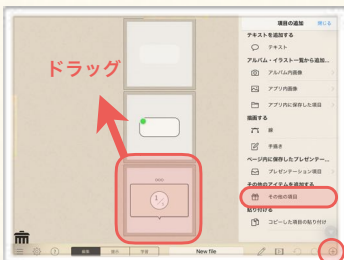 項目の追加
閉じる
テキストを追加する
テキスト
アルバム・イラスト一覧から追加...
アルバム内画像
アプリ内画像
アプリ内に保存した項目
描画する
線
手描き
ページ内に保存したプレゼンテー...
プレゼンテーション項目
その他のアイテムを追加する
その他の項目
貼り付ける
コピーした項目の貼り付け
ドラッグ
1/2
New file